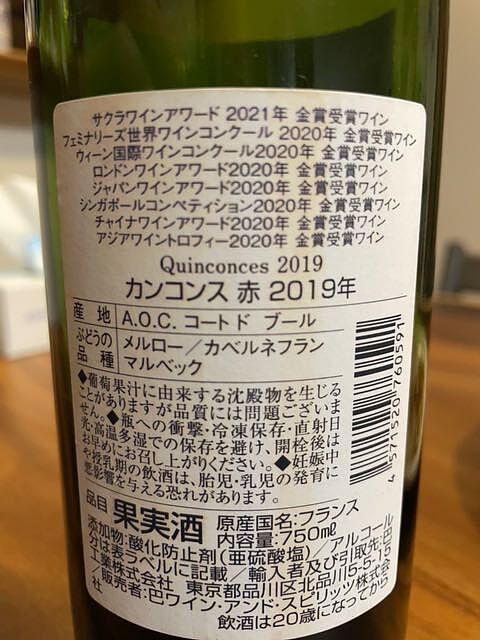 サクラワインアワード 2021年 金賞受賞ワイン
フェミナリーズ世界ワインコンクール 2020年 金賞受賞ワイン
ウィーン国際ワインコンクール2020年 金賞受賞ワイン
ロンドンワインアワード2020年 金賞受賞ワイン
ジャパンワインアワード2020年 金賞受賞ワイン
シンガポールコンペティション2020年 金賞受賞ワイン
チャイナワインアワード2020年 金賞受賞ワイン
アジアワイントロフィー2020年 金賞受賞ワイン
Quinconces 2019
カンコンス 赤 2019年
産地 A.O.C. コート ド ブール
ぶどうの品種 メルロー／カベルネフラン
マルベック
◆葡萄果汁に由来する沈殿物を生じる
ことがありますが品質には問題ございま
せん。◆瓶への衝撃・冷凍保存・直射日
光・高温多湿での保存を避け、開栓後は
お早めにお召し上がりください。◆妊娠中
や授乳期の飲酒は、胎児・乳児の発育に
悪影響を与える恐れがあります。
品目 果実酒 原産国名:フランス
内容量:750㎖
添加物:酸化防止剤(亜硫酸塩)／アルコール
分は表ラベルに記載／輸入者及び引取先:巴
工業株式会社 東京都品川区北品川5-5-15
／販売者:巴ワイン・アンド・スピリッツ株式会
社 飲酒は20歳になってから
4 571520 760591